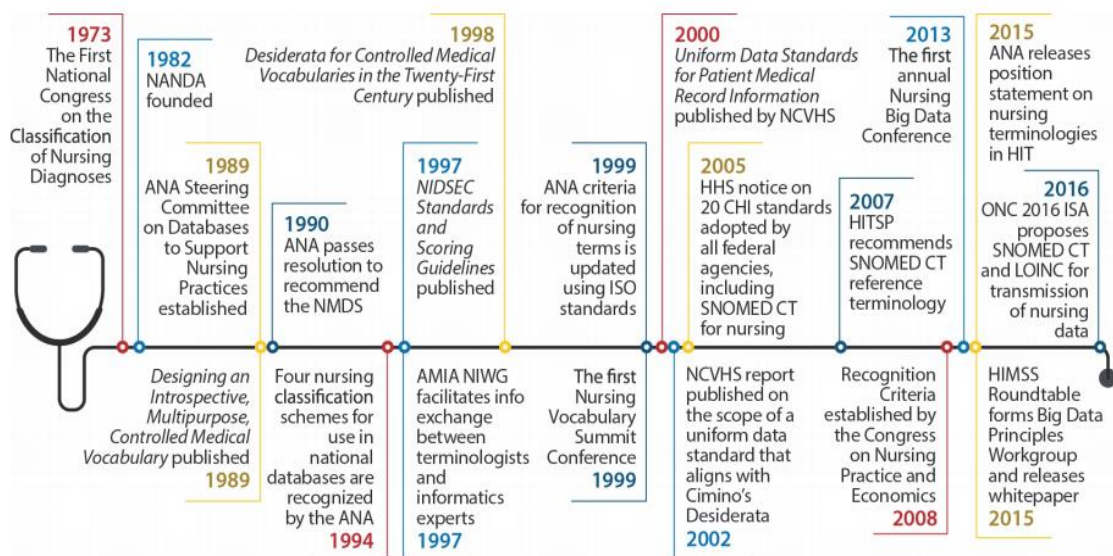 1973
The First
National
Congress
on the
Classification
of Nursing
Diagnoses
1982
NANDA
founded
1989
ANA Steering
Committee
on Databases
to Support
Nursing
Practices
established
1990
ANA passes
resolution to
recommend
the NMDS
1998
Desiderata for Controlled Medical
Vocabularies in the Twenty-First
Century published
1997
NIDSEC
Standards
and
Scoring
Guidelines
published
1999
ANA criteria
for recognition
of nursing
terms is
updated
using ISO
standards
2000
Uniform Data Standards
for Patient Medical
Record Information
published by NCVHS
2005
HHS notice on
20 CHI standards
adopted by
all federal
agencies,
including
SNOMED CT
for nursing
2007
HITSP
recommends
SNOMED CT
reference
terminology
2013
The first
annual
Nursing
Big Data
Conference
2015
ANA releases
position
statement on
nursing
terminologies
in HIT
2016
ONC 2016 ISA
proposes
SNOMED CT
and LOINC for
transmission
of nursing
data
Designing an
Introspective,
Multipurpose,
Controlled Medical
Vocabulary published
1989
Four nursing
classification
schemes for
use in
national
databases are
recognized
by the ANA
1994
AMIA NIWG
facilitates info
exchange
between
terminologists
and
informatics
experts
1997
The first
Nursing
Vocabulary
Summit
Conference
1999
NCVHS report
published on
the scope of a
uniform data
standard that
aligns with
Cimino's
Desiderata
2002
Recognition
Criteria
established by
the Congress
on Nursing
Practice and
Economics
2008
HIMSS
Roundtable
forms Big Data
Principles
Workgroup
and releases
whitepaper
2015